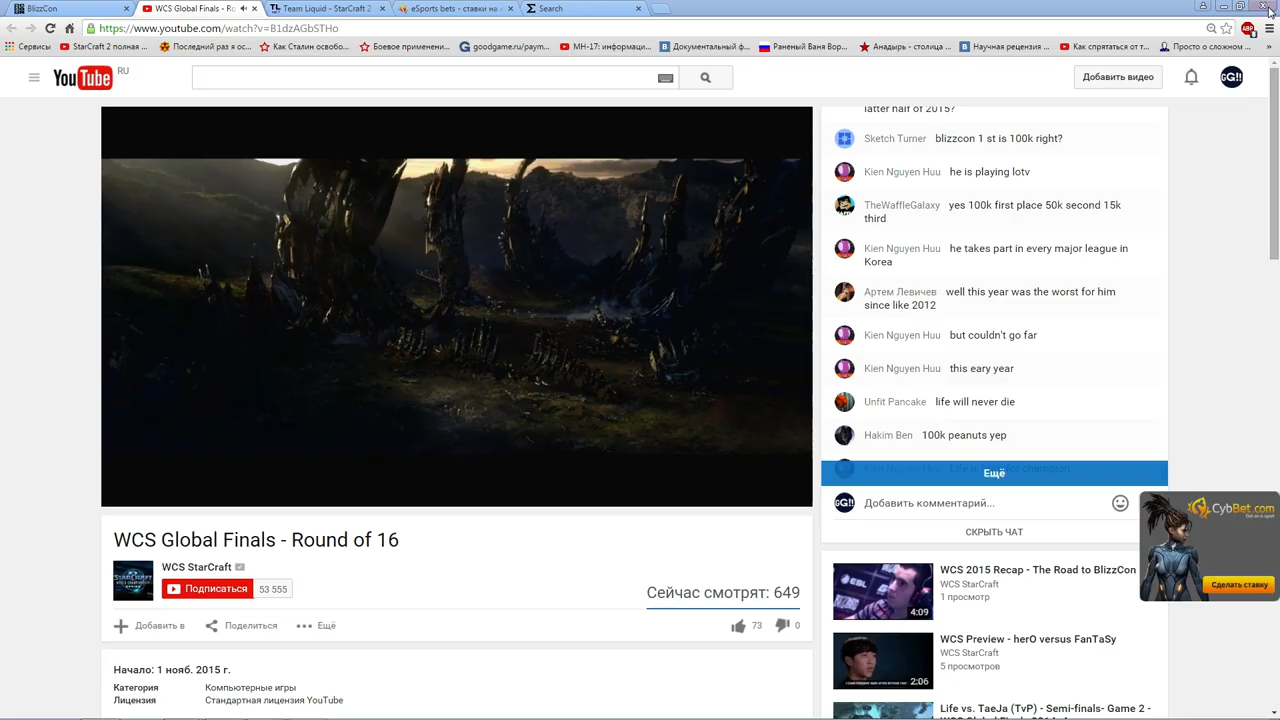 BlizzCon
WCS Global Finals - Ro
Team Liquid - StarCraft 2
eSports bets - ставки на
Search
https://www.youtube.com/watch?v=B1dzAGbSTHo
Сервисы
StarCraft 2 полная ...
Последний раз я ос...
Как Сталин освобо...
Боевое применени...
goodgame.ru/paym...
МН-17: информаци...
Документальный ф...
Раненый Ваня Вор...
Анадырь - столица ...
Научная рецензия ...
Как спрятаться от т...
Просто о сложном ...
YouTube RU
Добавить видео
GG!!
latter half of 2015?
Sketch Turner blizzcon 1 st is 100k right?
Kien Nguyen Huu he is playing lotv
TheWaffleGalaxy yes 100k first place 50k second 15k
third
Kien Nguyen Huu he takes part in every major league in
Korea
Артем Левичев well this year was the worst for him
since like 2012
Kien Nguyen Huu but couldn't go far
Kien Nguyen Huu this eary year
Unfit Pancake life will never die
Hakim Ben 100k peanuts yep
Ещё
GG!! Добавить комментарий...
СКРЫТЬ ЧАТ
CybBet.com
Сделать ставку
WCS Global Finals - Round of 16
WCS StarCraft
Подписаться 53 555
Сейчас смотрят: 649
Добавить в
Поделиться
Ещё
73
0
Начало: 1 нояб. 2015 г.
Категория Компьютерные игры
Лицензия Стандартная лицензия YouTube
WCS 2015 Recap - The Road to BlizzCon
WCS StarCraft
1 просмотр
4:09
WCS Preview - herO versus FanTaSy
WCS StarCraft
5 просмотров
2:06
Life vs. TaeJa (TvP) - Semi-finals- Game 2 -